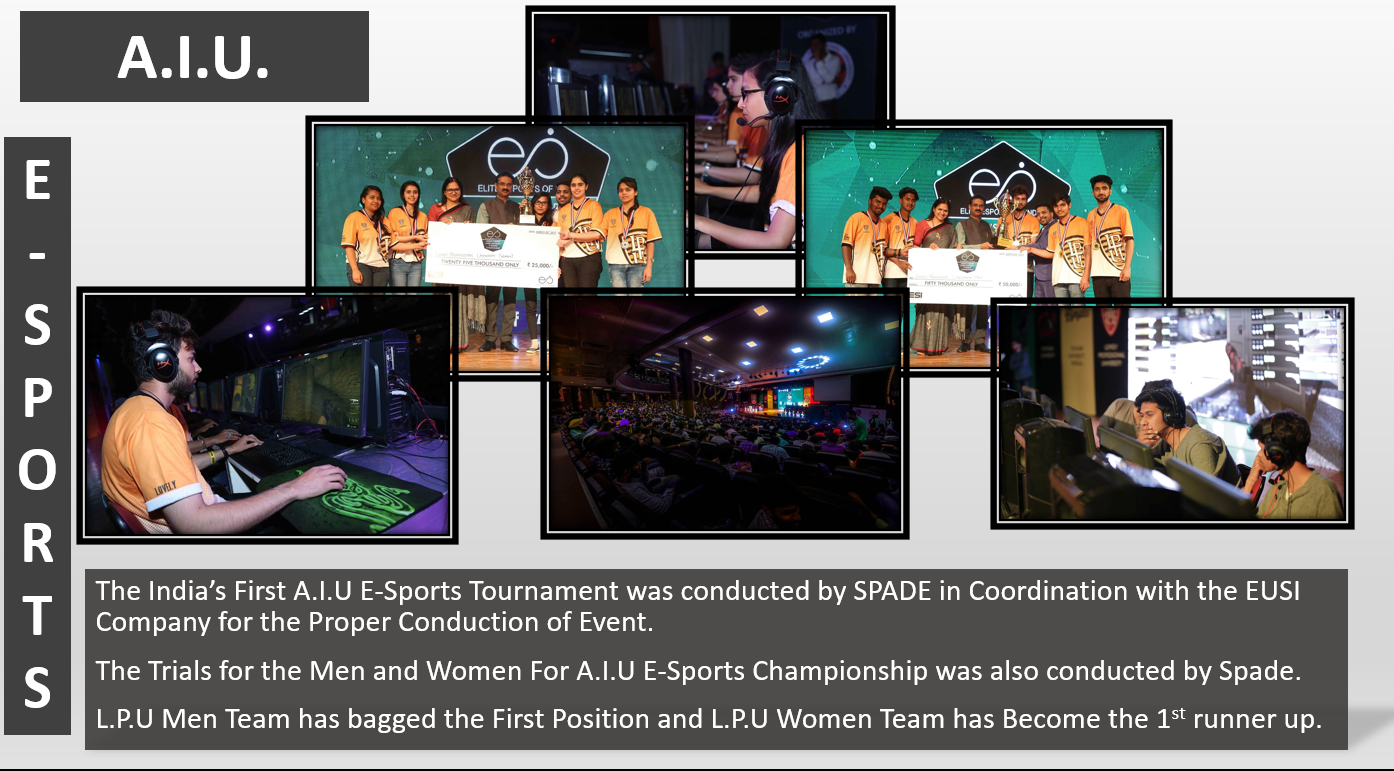 A.I.U.
E
-
S
P
O
R
T
S
ORGANIZED BY
TWENTY FIVE THOUSAND ONLY ₹ 25,000/-
FIFTY THOUSAND ONLY ₹ 50,000/-
LOVELY
The India’s First A.I.U E-Sports Tournament was conducted by SPADE in Coordination with the EUSI
Company for the Proper Conduction of Event.
The Trials for the Men and Women For A.I.U E-Sports Championship was also conducted by Spade.
L.P.U Men Team has bagged the First Position and L.P.U Women Team has Become the 1st runner up.